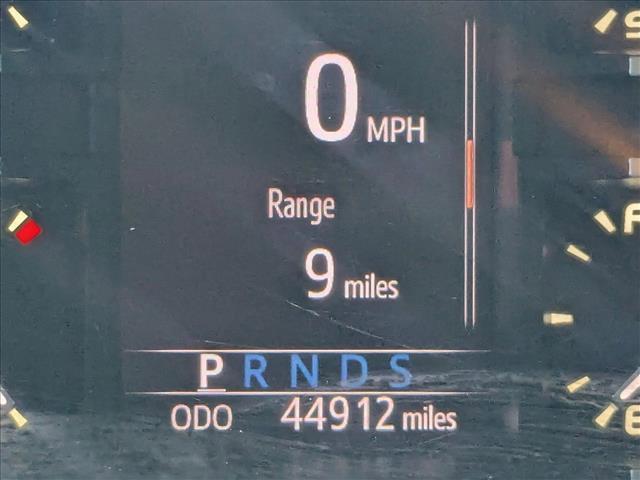 0 MPH
Range
9 miles
P R N D S
ODO 44912 miles
F
E